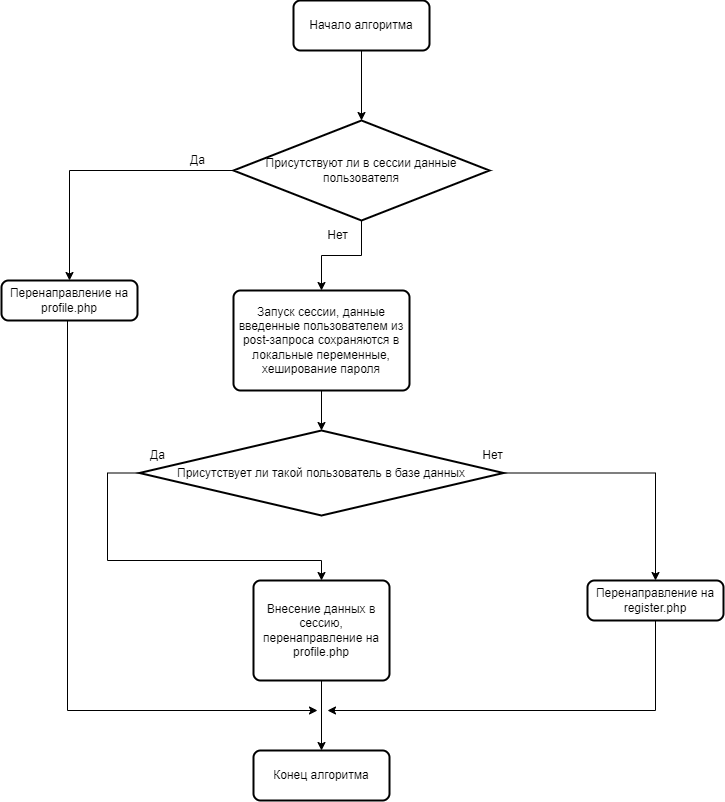 Начало алгоритма
Присутствуют ли в сессии данные
пользователя
Да
Нет
Перенаправление на
profile.php
Запуск сессии, данные
введенные пользователем из
post-запроса сохраняются в
локальные переменные,
хеширование пароля
Да
Нет
Присутствует ли такой пользователь в базе данных
Внесение данных в
сессию,
перенаправление на
profile.php
Перенаправление на
register.php
Конец алгоритма